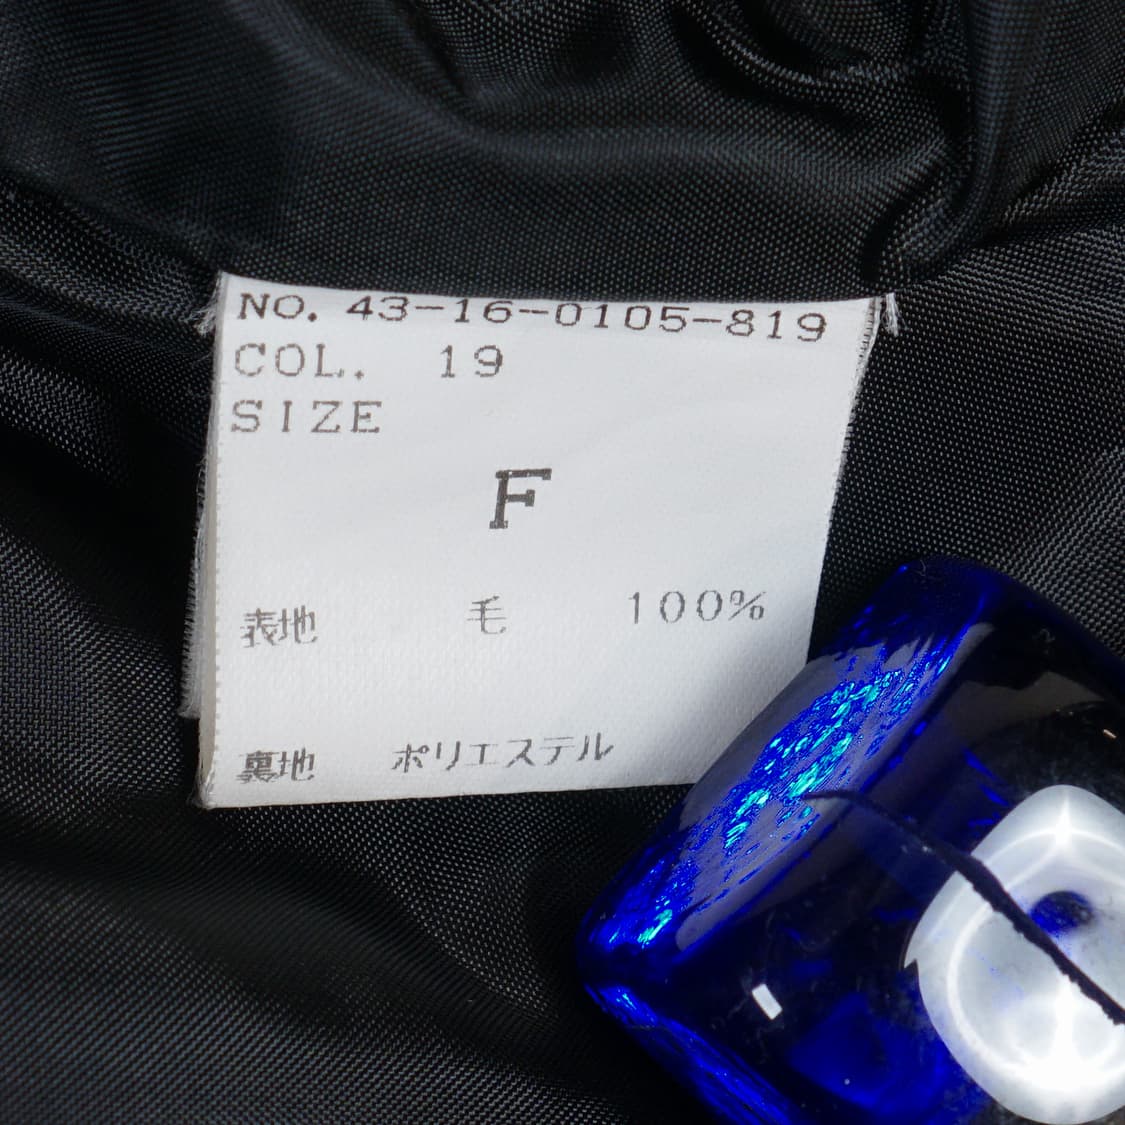 NO. 43-16-0105-819
COL. 19
SIZE
F
表地 毛 100%
裏地 ポリエステル